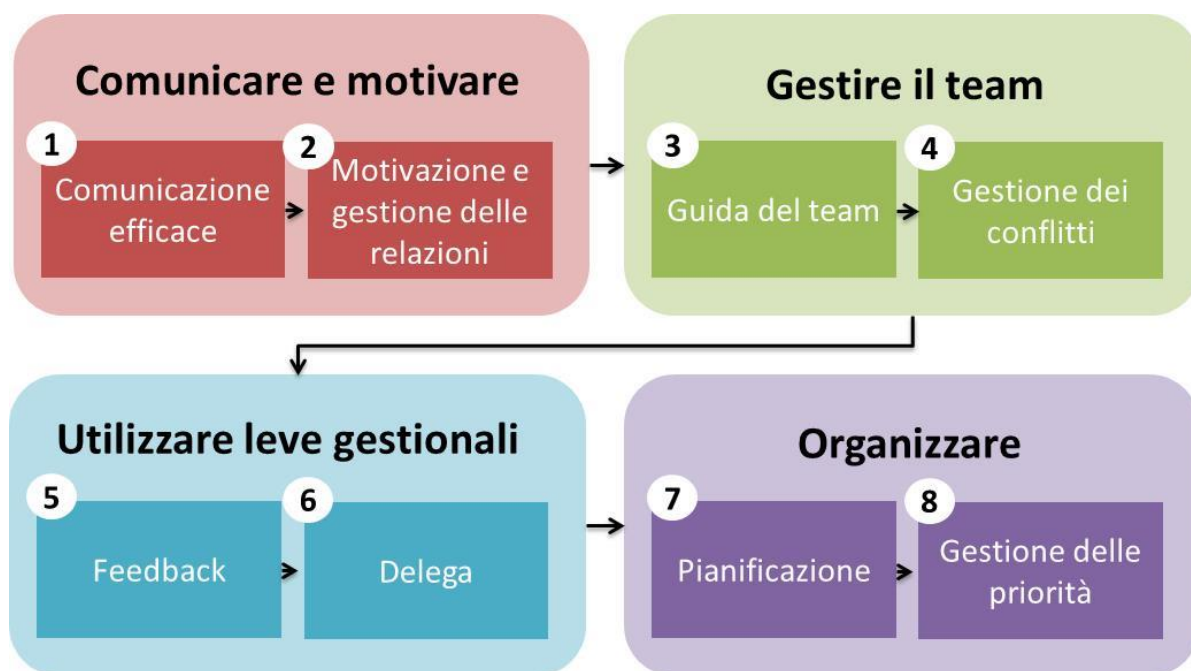 Comunicare e motivare
1
Comunicazione
efficace
2
Motivazione e
gestione delle
relazioni
Gestire il team
3
Guida del team
4
Gestione dei
conflitti
Utilizzare leve gestionali
5
Feedback
6
Delega
Organizzare
7
Pianificazione
8
Gestione delle
priorità